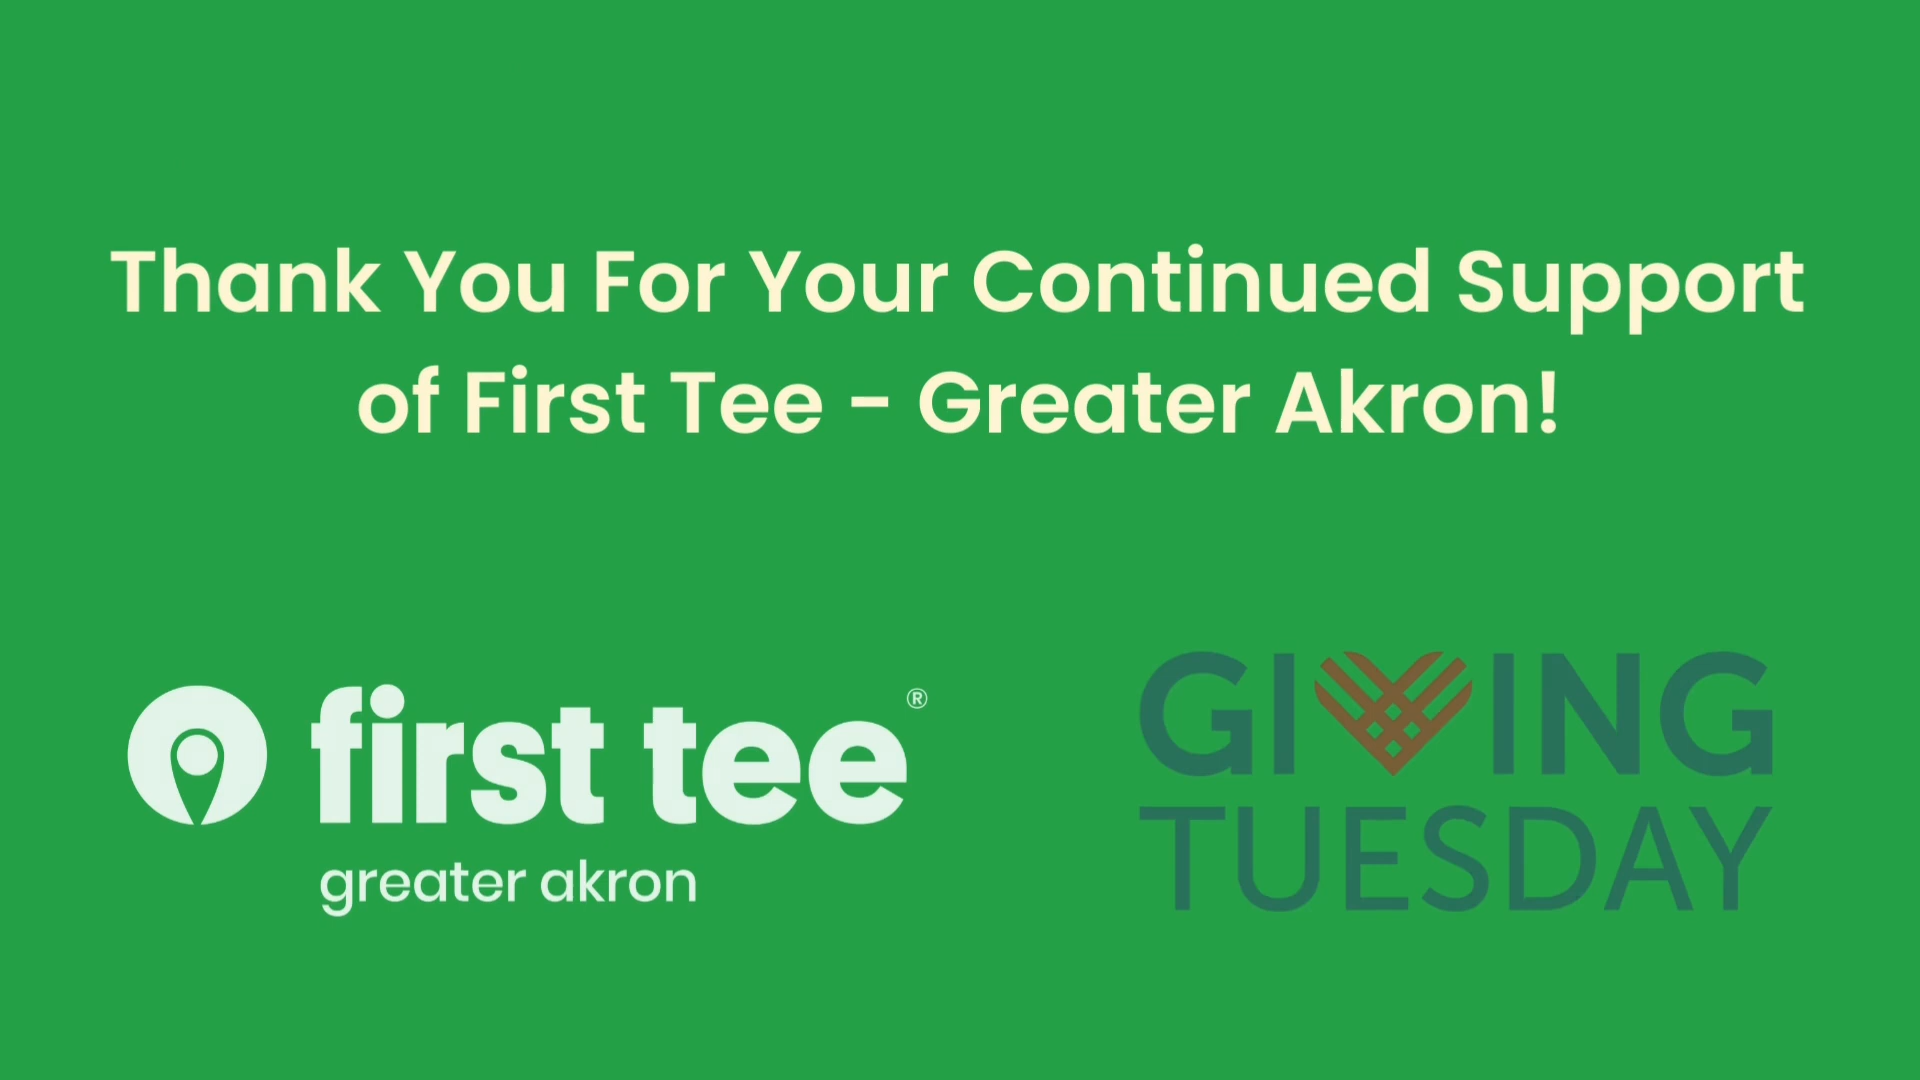 Thank You For Your Continued Support
of First Tee - Greater Akron!
first tee®
greater akron
GIVING
TUESDAY